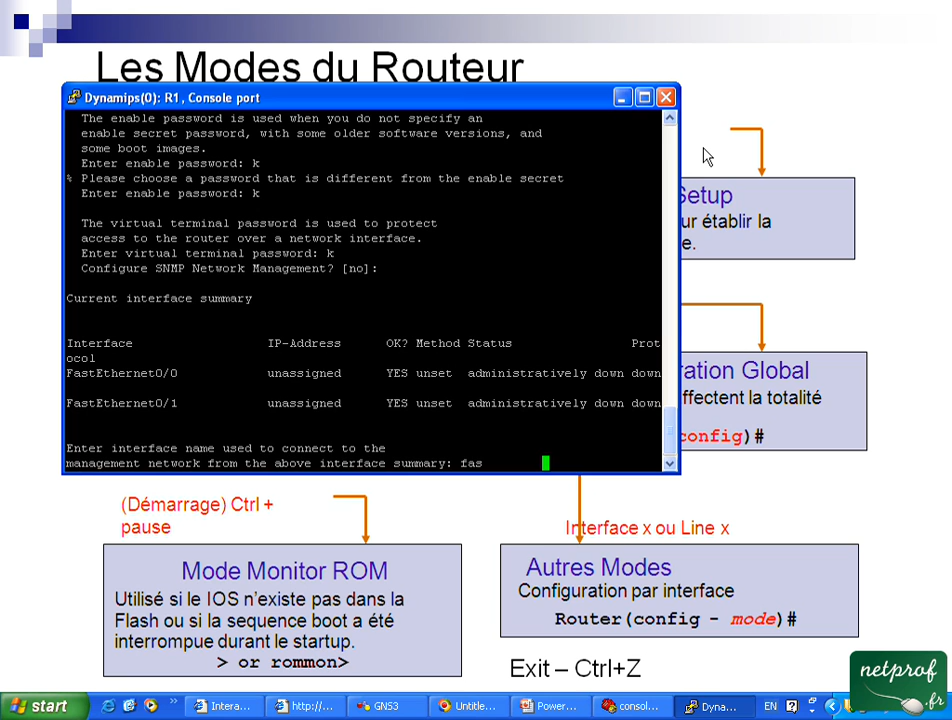 Les Modes du Routeur
Dynamips(0): R1, Console port
The enable password is used when you do not specify an
enable secret password, with some older software versions, and
some boot images.
Enter enable password: k
% Please choose a password that is different from the enable secret
Enter enable password: k
The virtual terminal password is used to protect
access to the router over a network interface.
Enter virtual terminal password: k
Configure SNMP Network Management? [no]:
Current interface summary
Interface IP-Address OK? Method Status Prot
ocol
FastEthernet0/0 unassigned YES unset administratively down down
FastEthernet0/1 unassigned YES unset administratively down down
Enter interface name used to connect to the
management network from the above interface summary: fas
Setup
ur établir la
e.
ration Global
ffectent la totalité
config)#
(Démarrage) Ctrl +
pause
Mode Monitor ROM
Utilisé si le IOS n'existe pas dans la
Flash ou si la sequence boot a été
interrompue durant le startup.
> or rommon>
Interface x ou Line x
Autres Modes
Configuration par interface
Router(config - mode)#
Exit – Ctrl+Z
netprof
.fr
start
Intera...
http://...
GNS3
Untitle...
Power...
consol...
Dyna...
EN